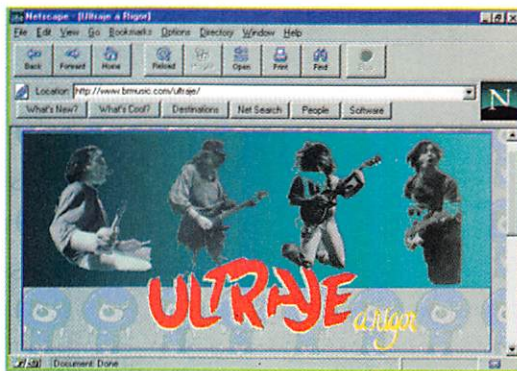 Netscape - [Ultraje a Rigor]
File Edit View Go Bookmarks Options Directory Window Help
Back Forward Home Reload Open Print Find
Location: http://www.brmusic.com/ultraje/
What's New? What's Cool? Destinations Net Search People Software
N
ULTRAJE
a Rigor
Document: Done